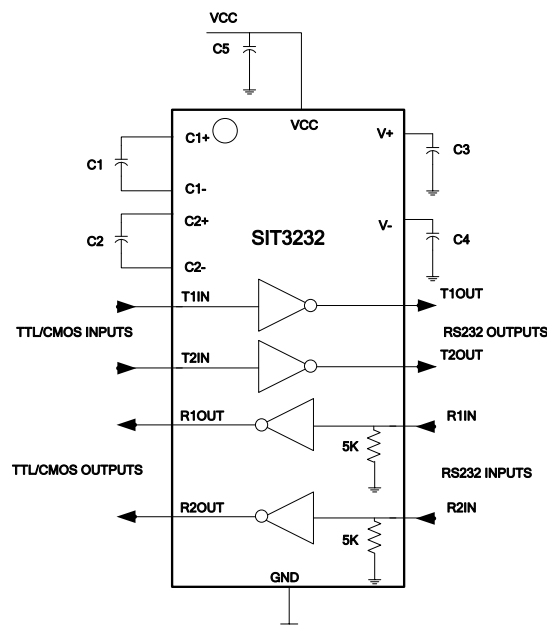 VCC
C5
VCC
C1+
V+
C3
C1
C1-
C2+
V-
C2
SIT3232
C4
C2-
T1IN
T1OUT
TTL/CMOS INPUTS
RS232 OUTPUTS
T2IN
T2OUT
R1OUT
R1IN
5K
TTL/CMOS OUTPUTS
RS232 INPUTS
R2OUT
R2IN
5K
GND